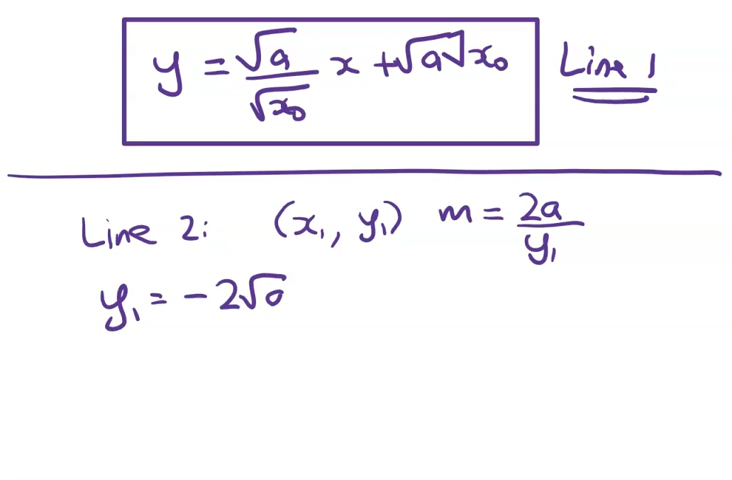 y = √a/√x₀ x + √a√x₀ Line 1
Line 2: (x₁, y₁) m = 2a/y₁
y₁ = -2√a